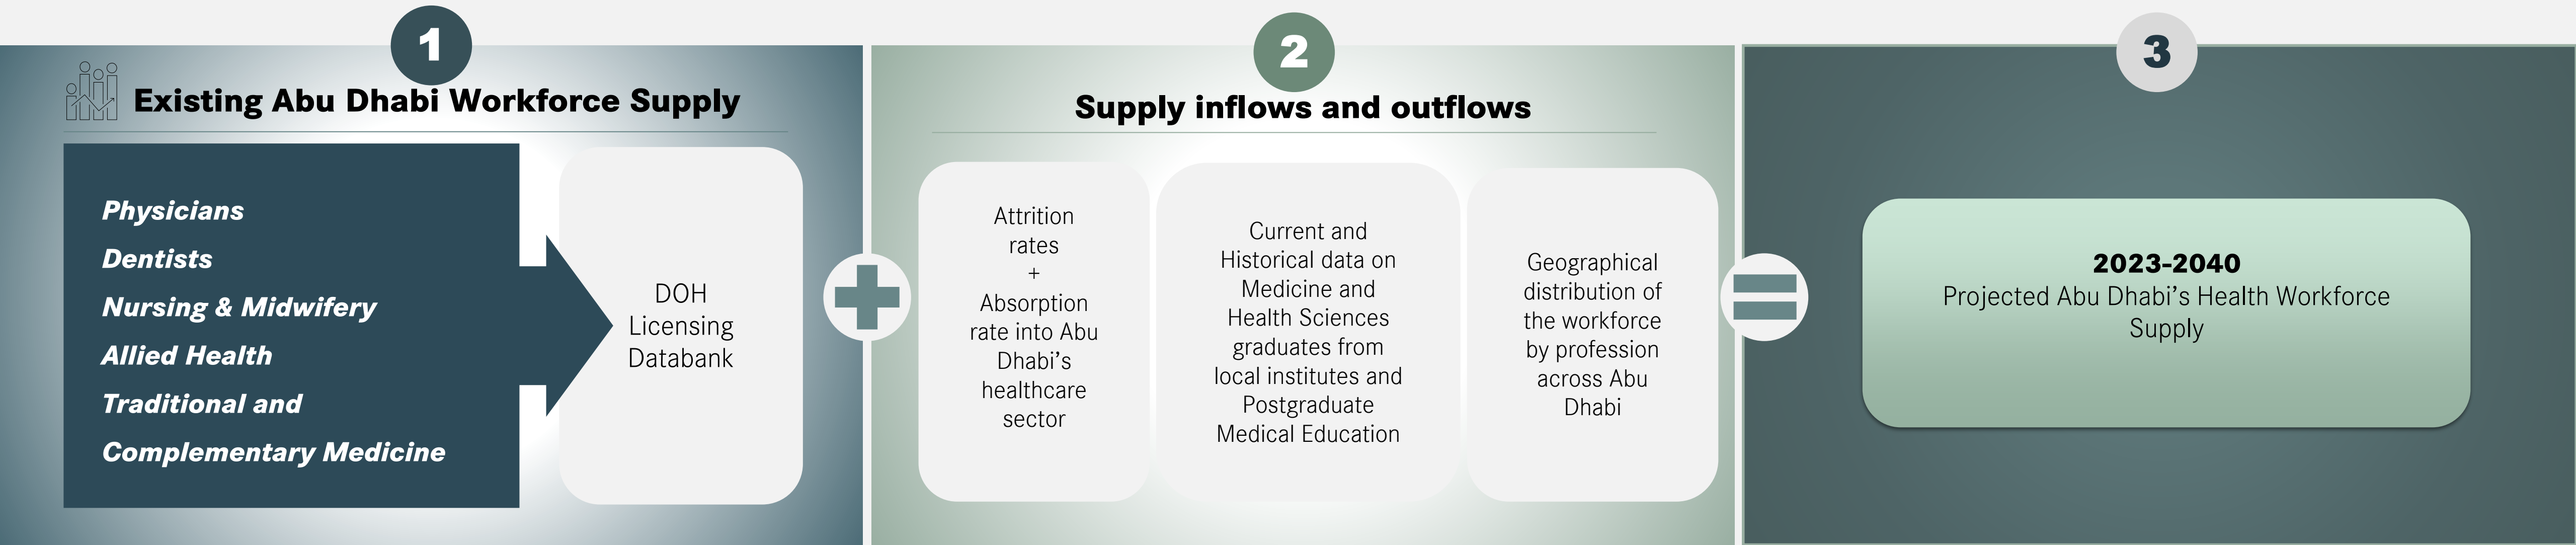 1
Existing Abu Dhabi Workforce Supply
Physicians
Dentists
Nursing & Midwifery
Allied Health
Traditional and
Complementary Medicine
DOH
Licensing
Databank
2
Supply inflows and outflows
Attrition
rates
+
Absorption
rate into Abu
Dhabi’s
healthcare
sector
Current and
Historical data on
Medicine and
Health Sciences
graduates from
local institutes and
Postgraduate
Medical Education
Geographical
distribution of
the workforce
by profession
across Abu
Dhabi
3
2023-2040
Projected Abu Dhabi’s Health Workforce
Supply